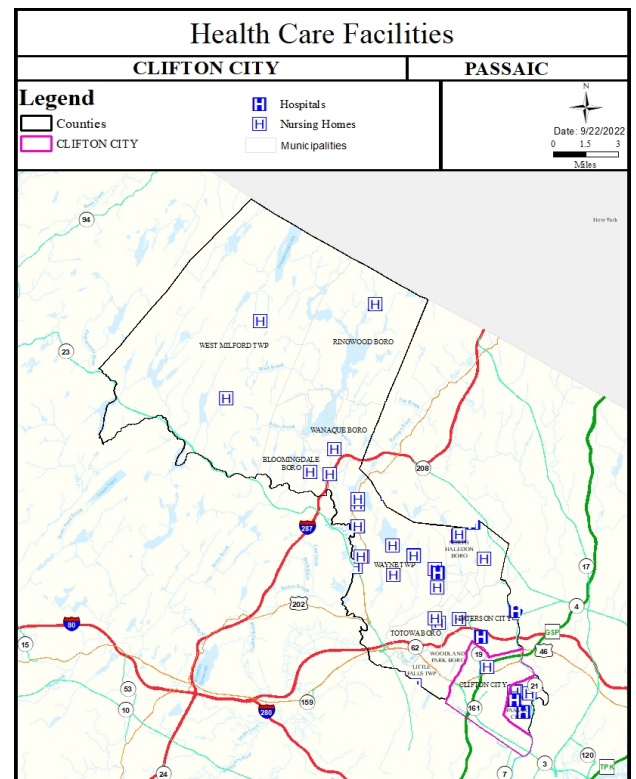 Health Care Facilities
CLIFTON CITY
PASSAIC
Legend
Counties
CLIFTON CITY
H Hospitals
H Nursing Homes
Municipalities
N
Date: 9/22/2022
0 1.5 3
Miles
94
New York
23
H
H
WEST MILFORD TWP
RINGWOOD BORO
H
WANAQUE BORO
H
BLOOMINGDALE
BORO
H
H
208
H
287
H
H
HALEDON
BORO
17
H
H
H
H
WAYNE TWP
H
H
H
202
4
80
H
H
PATERSON CITY
GSP
TOTOWA BORO
H
15
62
WOODLAND
PARK BORO
19
46
LITTLE
FALLS TWP
H
53
CLIFTON CITY
21
H
10
159
161
H
280
H
24
7
3
120
TPK